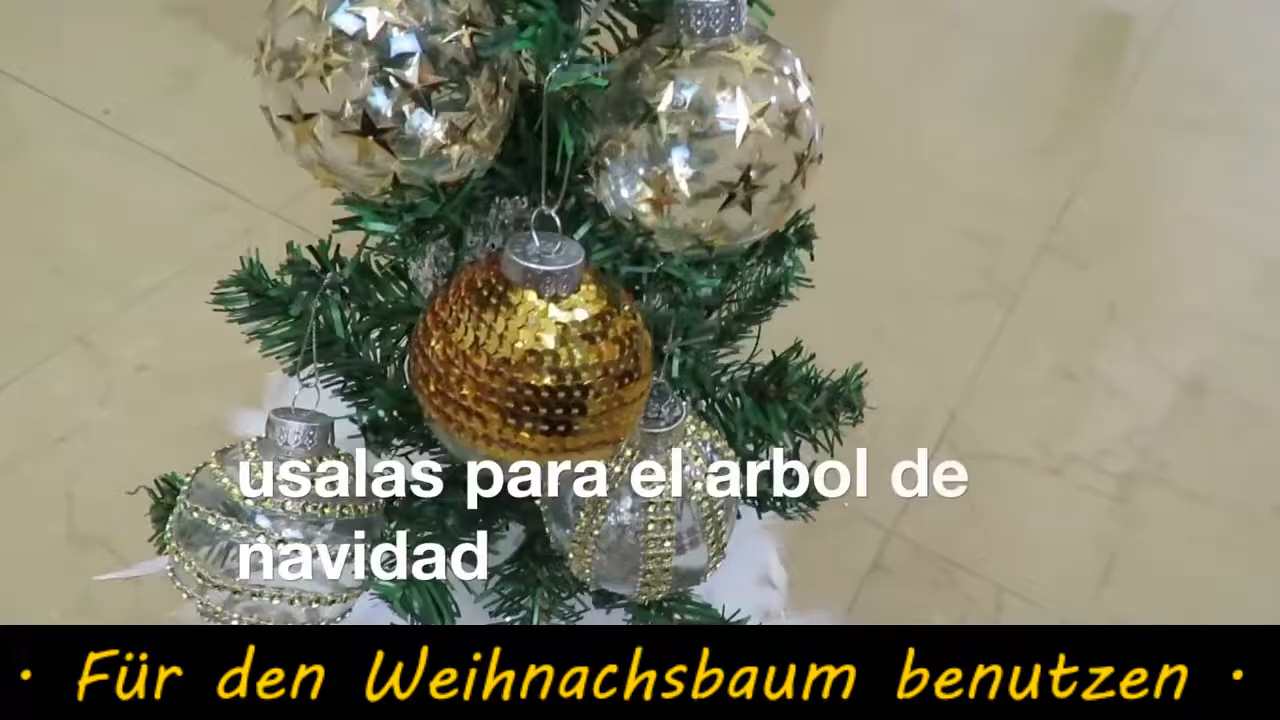 usalas para el arbol de
navidad
· Für den Weihnachsbaum benutzen ·